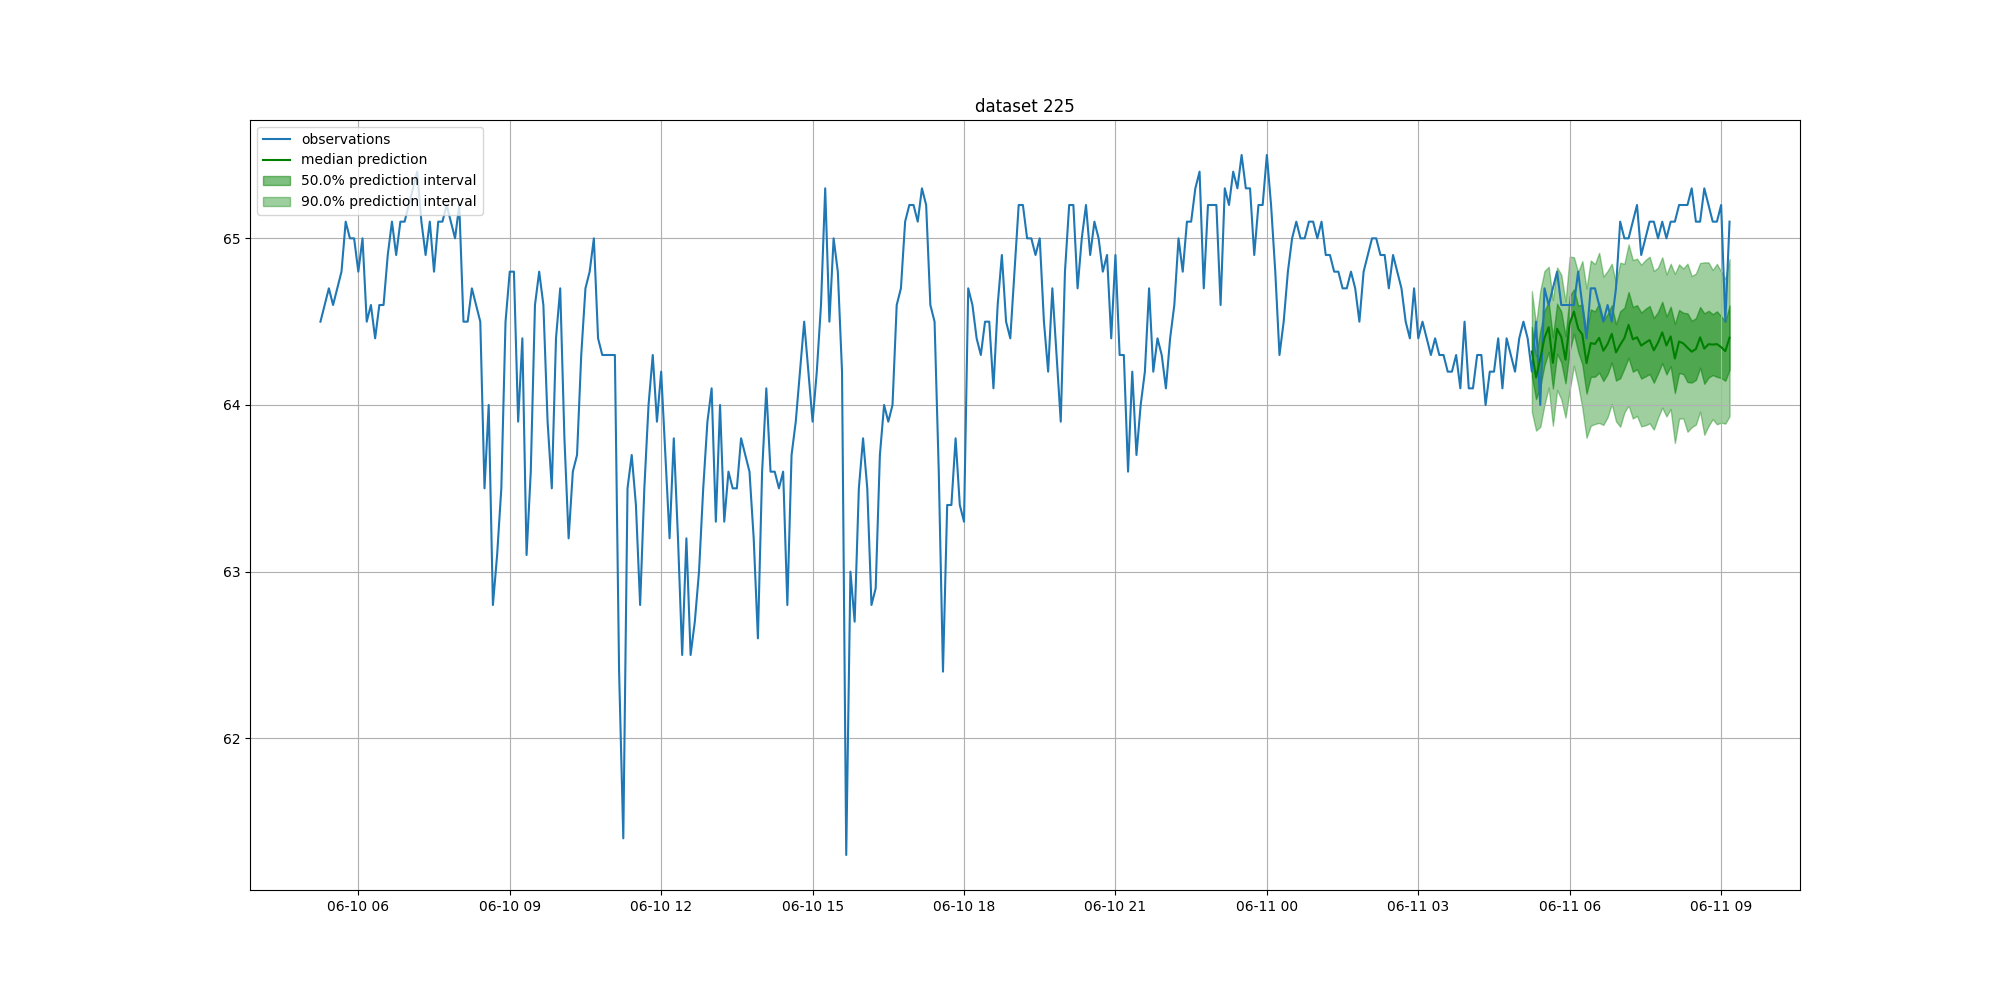 dataset 225
observations
median prediction
50.0% prediction interval
90.0% prediction interval
65
64
63
62
06-10 06
06-10 09
06-10 12
06-10 15
06-10 18
06-10 21
06-11 00
06-11 03
06-11 06
06-11 09